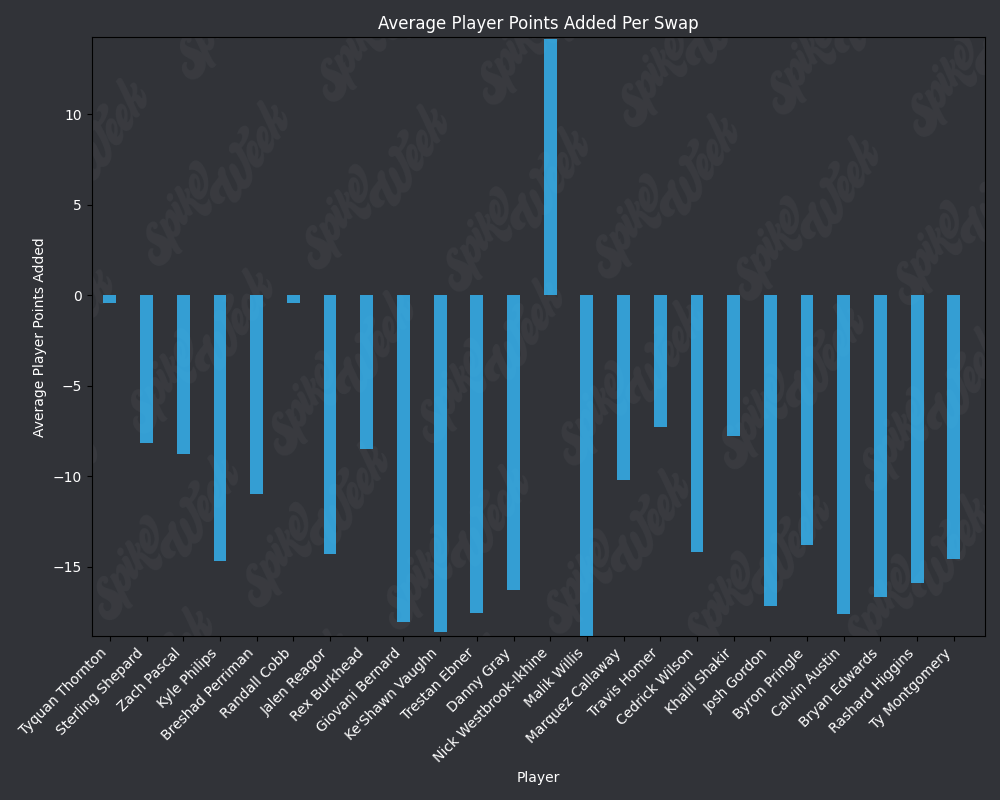 Average Player Points Added Per Swap
Average Player Points Added
10
5
0
−5
−10
−15
Tyquan Thornton
Sterling Shepard
Zach Pascal
Kyle Philips
Breshad Perriman
Randall Cobb
Jalen Reagor
Rex Burkhead
Giovani Bernard
Ke'Shawn Vaughn
Trestan Ebner
Danny Gray
Nick Westbrook-Ikhine
Malik Willis
Marquez Callaway
Travis Homer
Cedrick Wilson
Khalil Shakir
Josh Gordon
Byron Pringle
Calvin Austin
Bryan Edwards
Rashard Higgins
Ty Montgomery
Player
Spike Week